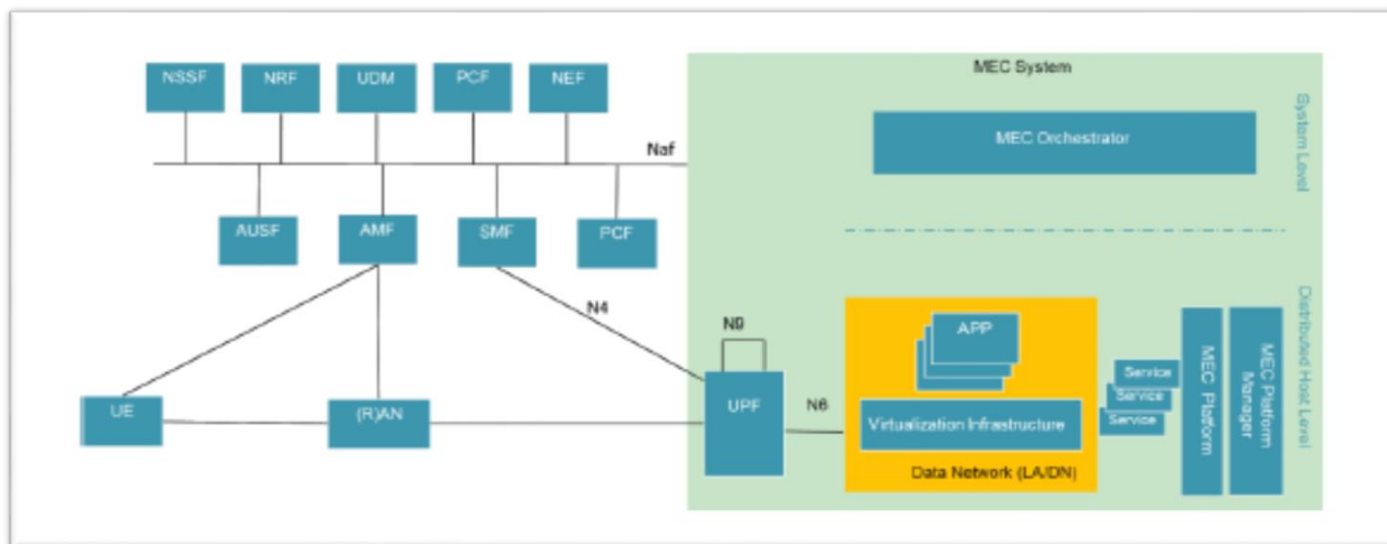 MEC System
NSSF
NRF
UDM
PCF
NEF
System Level
MEC Orchestrator
Naf
AUSF
AMF
SMF
PCF
N4
Distributed Host Level
N9
APP
MEC Platform
MEC Platform
Manager
Service
Service
Service
UE
(R)AN
UPF
N6
Virtualization Infrastructure
Data Network (LA/DN)